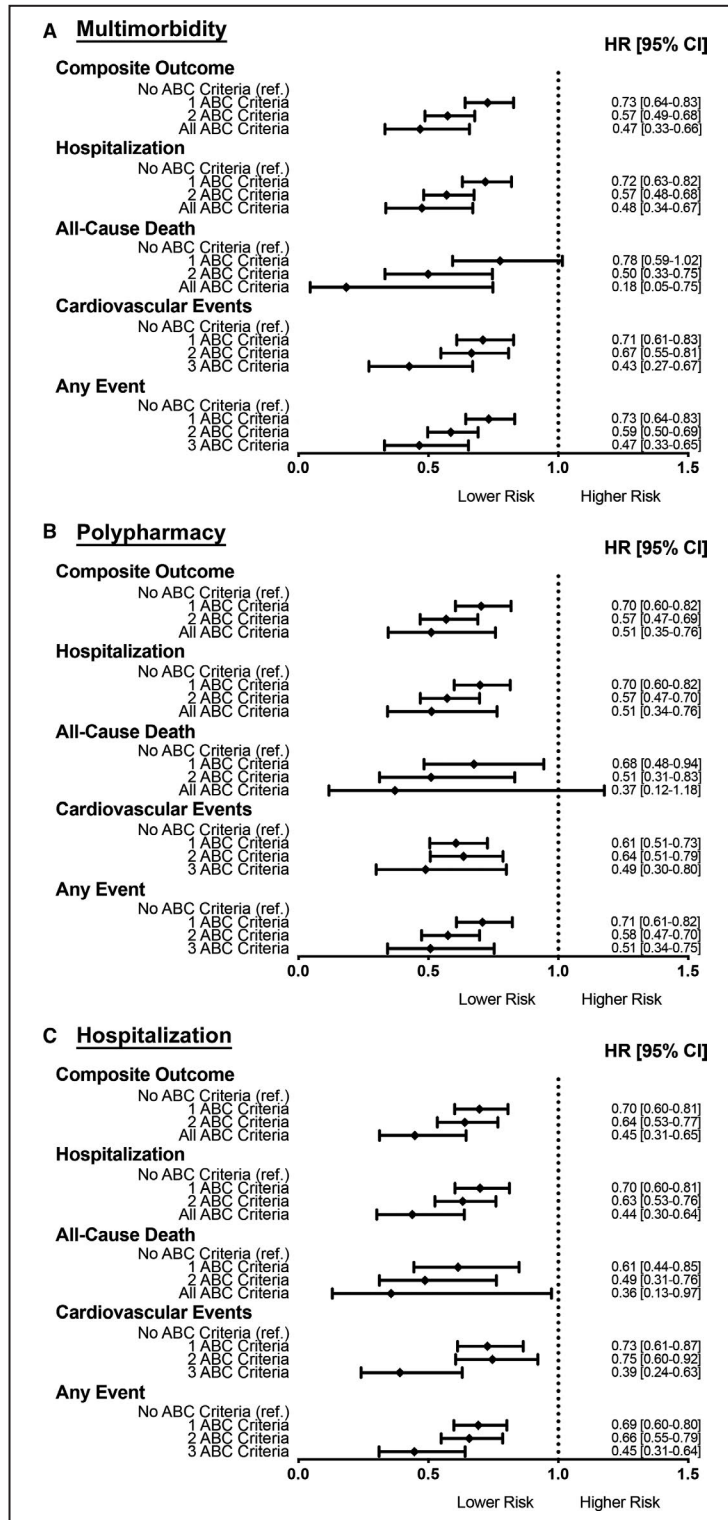 A Multimorbidity
HR [95% CI]
Composite Outcome
No ABC Criteria (ref.)
1 ABC Criteria 0.73 [0.64-0.83]
2 ABC Criteria 0.57 [0.49-0.68]
All ABC Criteria 0.47 [0.33-0.66]
Hospitalization
No ABC Criteria (ref.)
1 ABC Criteria 0.72 [0.63-0.82]
2 ABC Criteria 0.57 [0.48-0.68]
All ABC Criteria 0.48 [0.34-0.67]
All-Cause Death
No ABC Criteria (ref.)
1 ABC Criteria 0.78 [0.59-1.02]
2 ABC Criteria 0.50 [0.33-0.75]
All ABC Criteria 0.18 [0.05-0.75]
Cardiovascular Events
No ABC Criteria (ref.)
1 ABC Criteria 0.71 [0.61-0.83]
2 ABC Criteria 0.67 [0.55-0.81]
3 ABC Criteria 0.43 [0.27-0.67]
Any Event
No ABC Criteria (ref.)
1 ABC Criteria 0.73 [0.64-0.83]
2 ABC Criteria 0.59 [0.50-0.69]
3 ABC Criteria 0.47 [0.33-0.65]
0.0 0.5 1.0 1.5
Lower Risk Higher Risk
B Polypharmacy
HR [95% CI]
Composite Outcome
No ABC Criteria (ref.)
1 ABC Criteria 0.70 [0.60-0.82]
2 ABC Criteria 0.57 [0.47-0.69]
All ABC Criteria 0.51 [0.35-0.76]
Hospitalization
No ABC Criteria (ref.)
1 ABC Criteria 0.70 [0.60-0.82]
2 ABC Criteria 0.57 [0.47-0.70]
All ABC Criteria 0.51 [0.34-0.76]
All-Cause Death
No ABC Criteria (ref.)
1 ABC Criteria 0.68 [0.48-0.94]
2 ABC Criteria 0.51 [0.31-0.83]
All ABC Criteria 0.37 [0.12-1.18]
Cardiovascular Events
No ABC Criteria (ref.)
1 ABC Criteria 0.61 [0.51-0.73]
2 ABC Criteria 0.64 [0.51-0.79]
3 ABC Criteria 0.49 [0.30-0.80]
Any Event
No ABC Criteria (ref.)
1 ABC Criteria 0.71 [0.61-0.82]
2 ABC Criteria 0.58 [0.47-0.70]
3 ABC Criteria 0.51 [0.34-0.75]
0.0 0.5 1.0 1.5
Lower Risk Higher Risk
C Hospitalization
HR [95% CI]
Composite Outcome
No ABC Criteria (ref.)
1 ABC Criteria 0.70 [0.60-0.81]
2 ABC Criteria 0.64 [0.53-0.77]
All ABC Criteria 0.45 [0.31-0.65]
Hospitalization
No ABC Criteria (ref.)
1 ABC Criteria 0.70 [0.60-0.81]
2 ABC Criteria 0.63 [0.53-0.76]
All ABC Criteria 0.44 [0.30-0.64]
All-Cause Death
No ABC Criteria (ref.)
1 ABC Criteria 0.61 [0.44-0.85]
2 ABC Criteria 0.49 [0.31-0.76]
All ABC Criteria 0.36 [0.13-0.97]
Cardiovascular Events
No ABC Criteria (ref.)
1 ABC Criteria 0.73 [0.61-0.87]
2 ABC Criteria 0.75 [0.60-0.92]
3 ABC Criteria 0.39 [0.24-0.63]
Any Event
No ABC Criteria (ref.)
1 ABC Criteria 0.69 [0.60-0.80]
2 ABC Criteria 0.66 [0.55-0.79]
3 ABC Criteria 0.45 [0.31-0.64]
0.0 0.5 1.0 1.5
Lower Risk Higher Risk